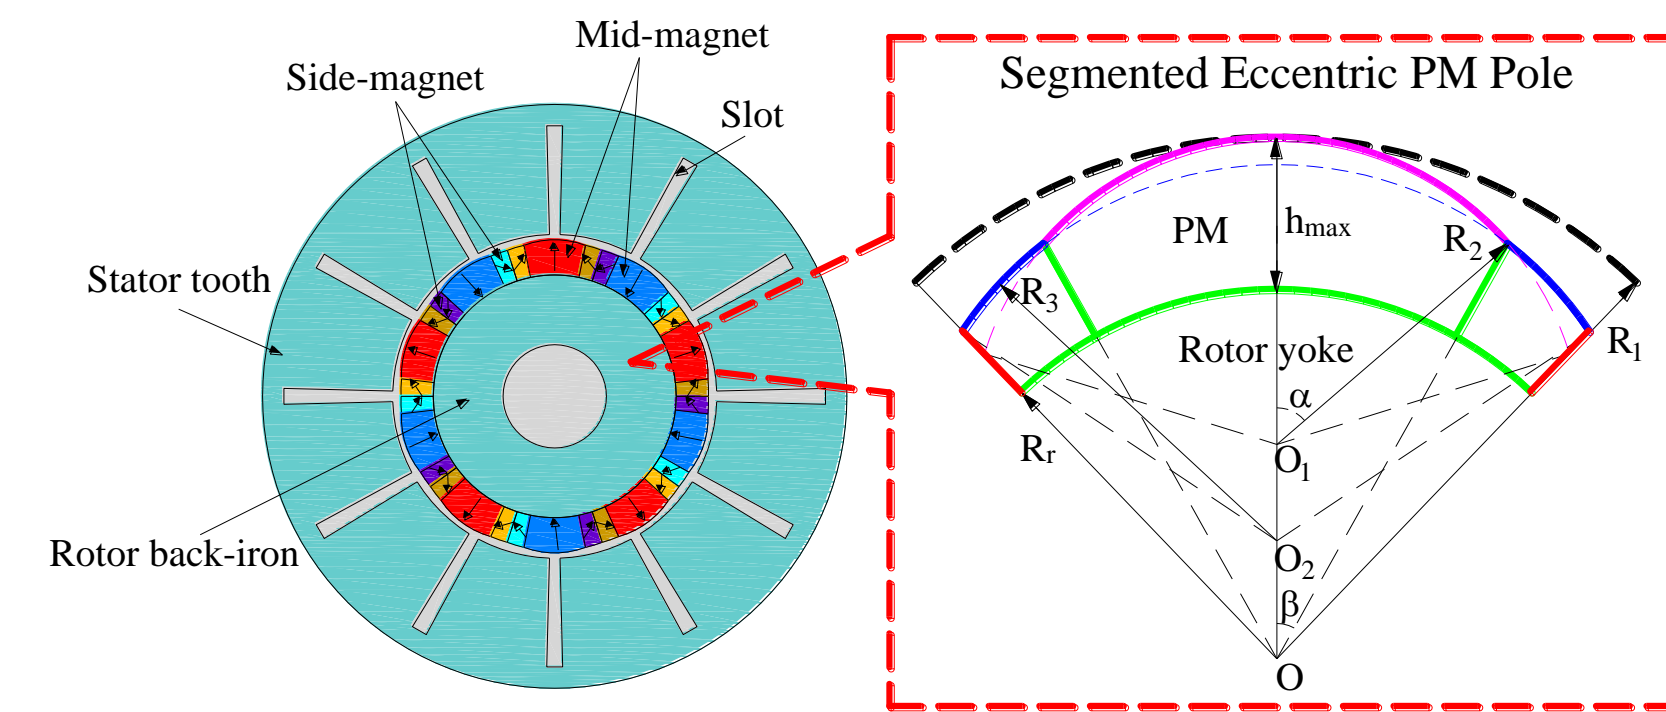 Mid-magnet
Side-magnet
Slot
Stator tooth
Rotor back-iron
Segmented Eccentric PM Pole
PM
hmax
R2
R3
Rotor yoke
R1
α
Rr
O1
O2
β
O